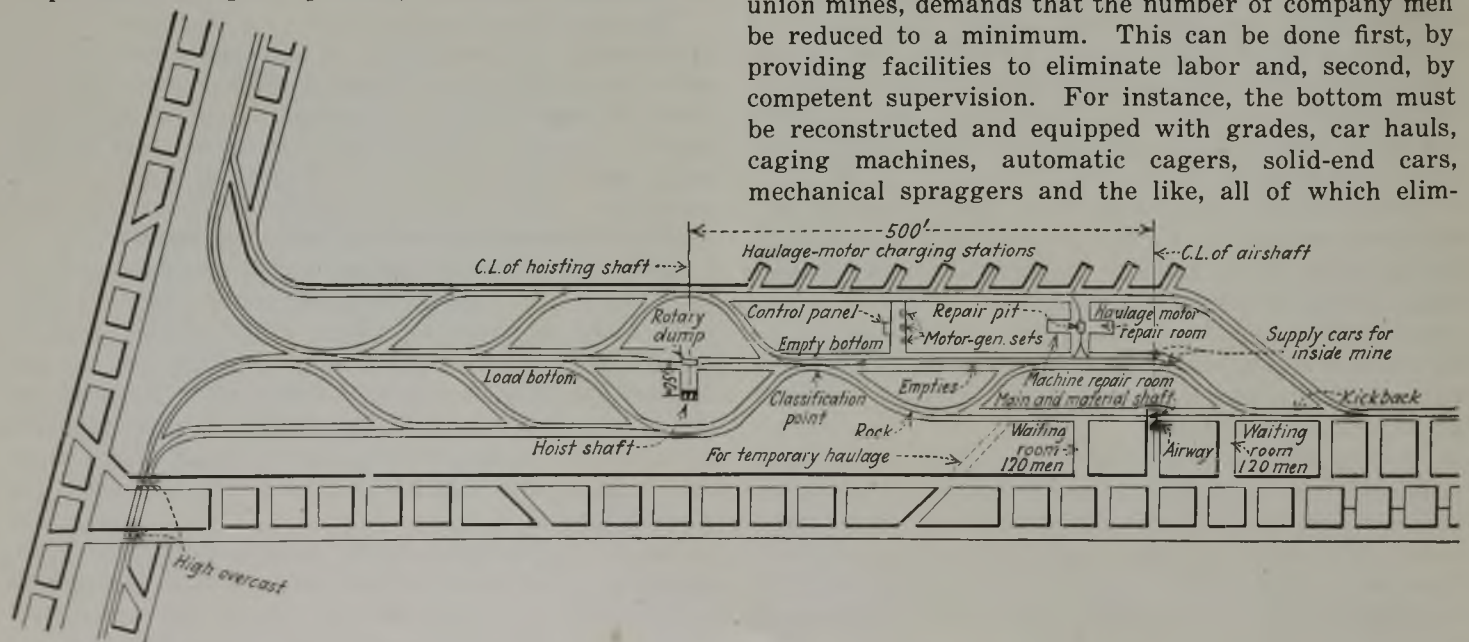 union mines, demands that the number of company men
be reduced to a minimum. This can be done first, by
providing facilities to eliminate labor and, second, by
competent supervision. For instance, the bottom must
be reconstructed and equipped with grades, car hauls,
caging machines, automatic cagers, solid-end cars,
mechanical spraggers and the like, all of which elim-
500'
Haulage-motor charging stations
C.L. of hoisting shaft
C.L. of airshaft
Rotary
dump
Control panel
Repair pit
Haulage motor
repair room
Empty bottom
Motor-gen. sets
Supply cars for
inside mine
Load bottom
Classification
point
Empties
Machine repair room
Main and material shaft
Kickback
Rock
Hoist shaft
For temporary haulage
Waiting
room
120 men
Airway
Waiting
room
120 men
High overcast